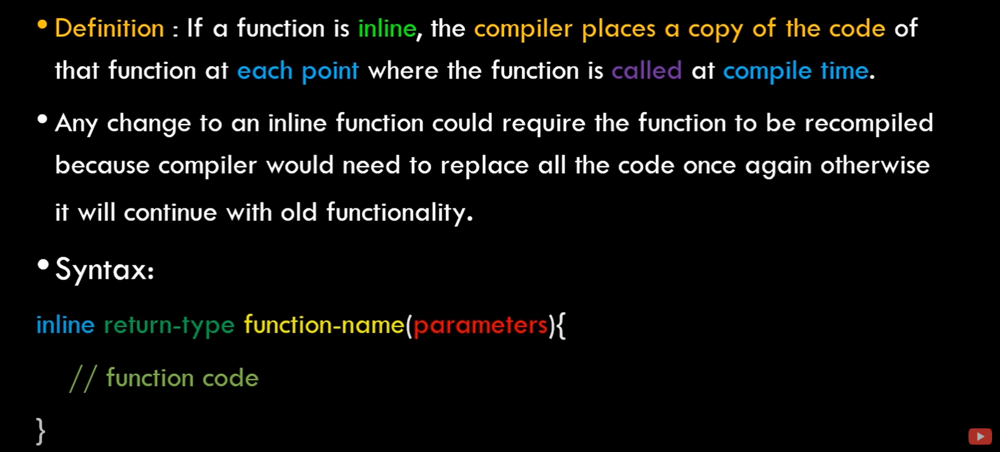 • Definition : If a function is inline, the compiler places a copy of the code of
that function at each point where the function is called at compile time.
• Any change to an inline function could require the function to be recompiled
because compiler would need to replace all the code once again otherwise
it will continue with old functionality.
• Syntax:
inline return-type function-name(parameters){
// function code
}